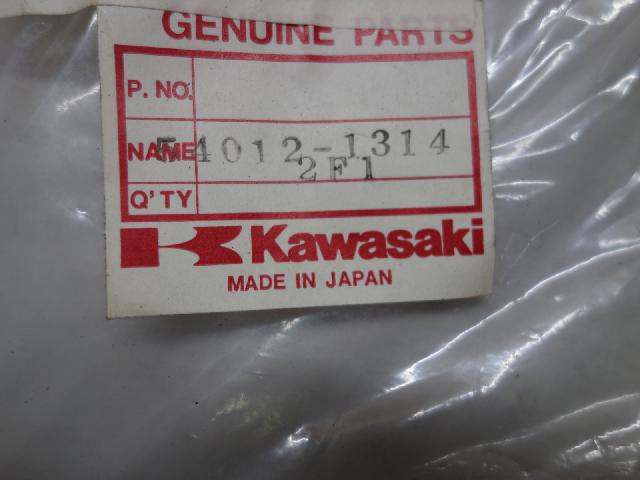 GENUINE PARTS
P. NO.
NAME 54012-1314
2F1
Q'TY
Kawasaki
MADE IN JAPAN